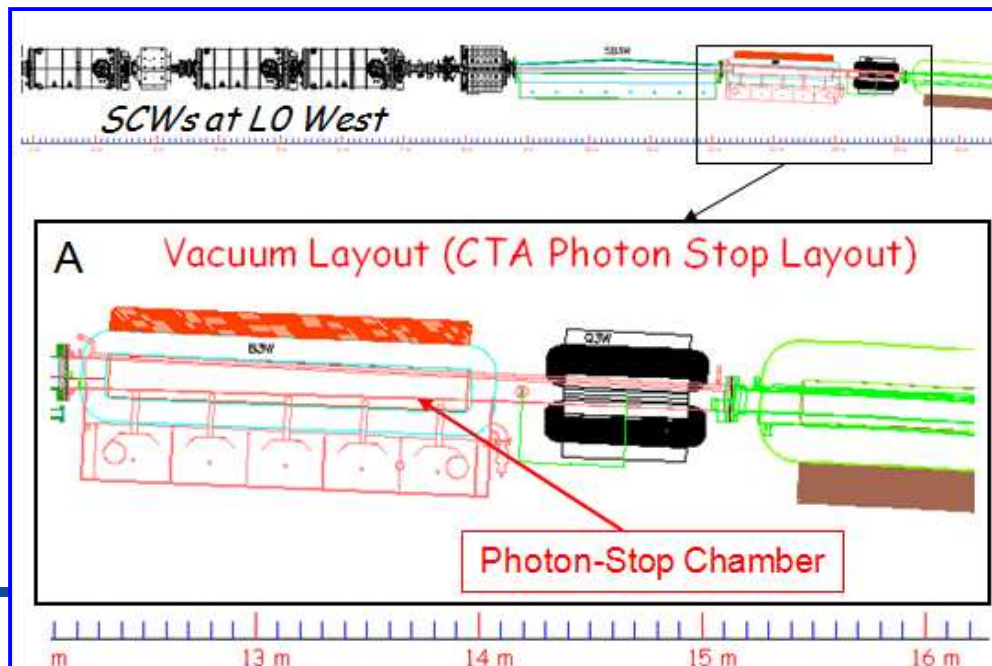 SB3W
SCWs at L0 West
A
Vacuum Layout (CTA Photon Stop Layout)
B3W
Q3W
Photon-Stop Chamber
m 13 m 14 m 15 m 16 m